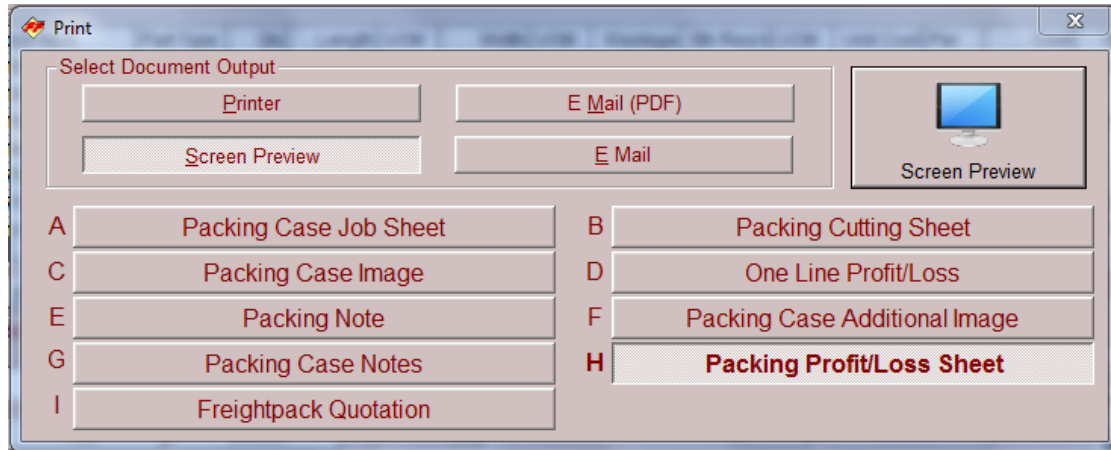 Print
Select Document Output
Printer
E Mail (PDF)
Screen Preview
E Mail
Screen Preview
A Packing Case Job Sheet
B Packing Cutting Sheet
C Packing Case Image
D One Line Profit/Loss
E Packing Note
F Packing Case Additional Image
G Packing Case Notes
H Packing Profit/Loss Sheet
I Freightpack Quotation